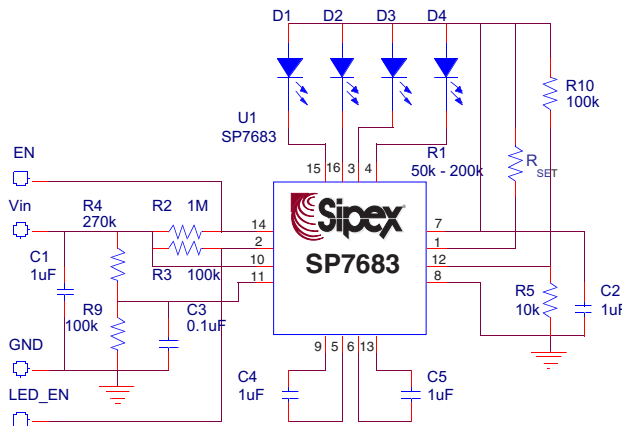 D1 D2 D3 D4
R10
100k
U1
SP7683
R1
50k - 200k
R
SET
EN
15 16 3 4
Vin
R4
270k
R2 1M
14
2
10
11
7
1
12
8
Sipex
SP7683
R3 100k
C1
1uF
R9
100k
C3
0.1uF
R5
10k
C2
1uF
GND
9 5 6 13
LED_EN
C4
1uF
C5
1uF